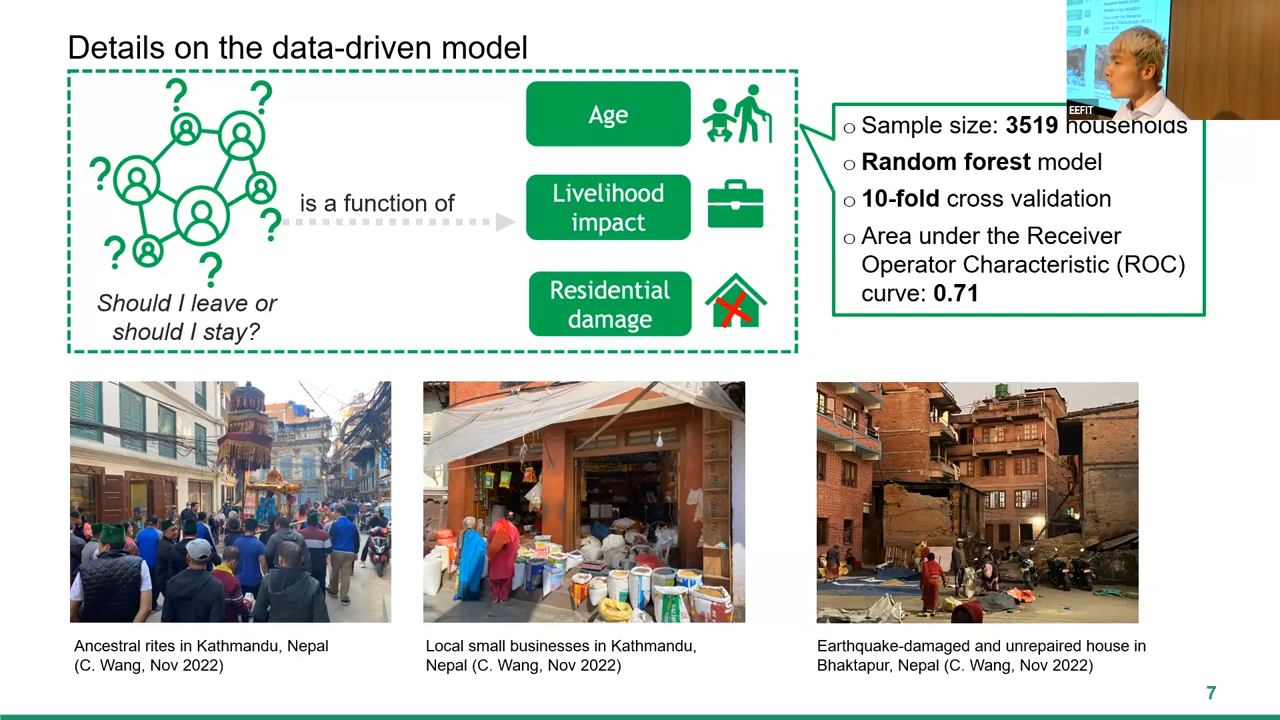 Details on the data-driven model
?
?
?
?
?
?
Should I leave or
should I stay?
is a function of
Age
Livelihood
impact
Residential
damage
EEFIT
o Sample size: 3519 households
o Random forest model
o 10-fold cross validation
o Area under the Receiver
Operator Characteristic (ROC)
curve: 0.71
Ancestral rites in Kathmandu, Nepal
(C. Wang, Nov 2022)
Local small businesses in Kathmandu,
Nepal (C. Wang, Nov 2022)
Earthquake-damaged and unrepaired house in
Bhaktapur, Nepal (C. Wang, Nov 2022)
7